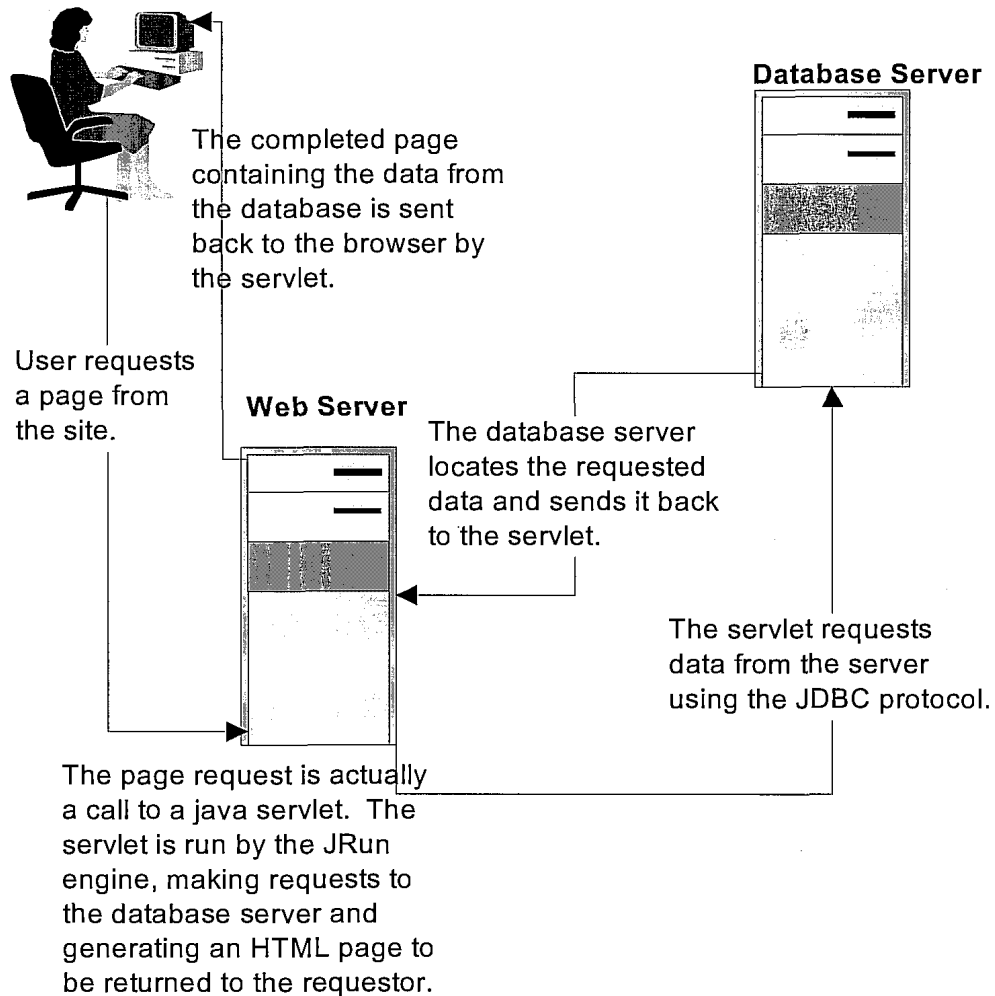 Database Server
The completed page
containing the data from
the database is sent
back to the browser by
the servlet.
User requests
a page from
the site.
Web Server
The database server
locates the requested
data and sends it back
to the servlet.
The servlet requests
data from the server
using the JDBC protocol.
The page request is actually
a call to a java servlet. The
servlet is run by the JRun
engine, making requests to
the database server and
generating an HTML page to
be returned to the requestor.